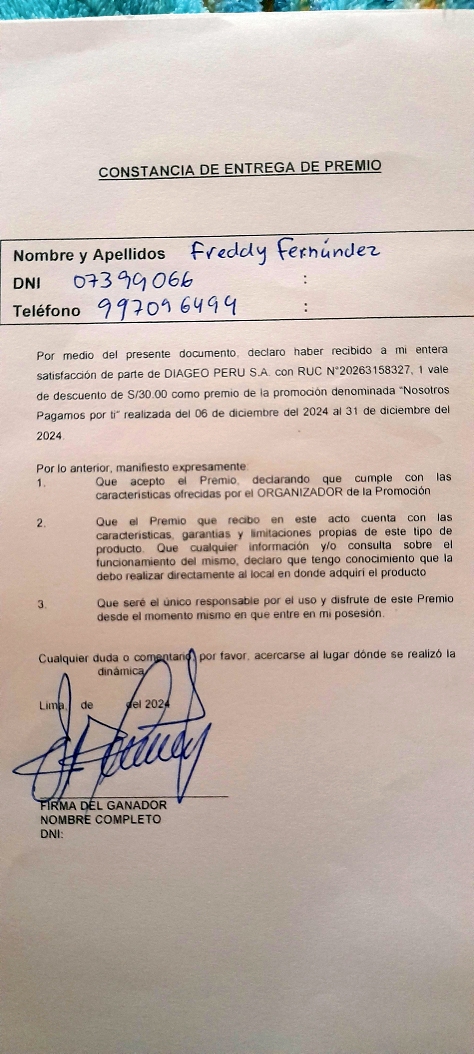 CONSTANCIA DE ENTREGA DE PREMIO
Nombre y Apellidos Freddy Fernández
DNI 07399066 :
Teléfono 997096494 :
Por medio del presente documento, declaro haber recibido a mi entera
satisfacción de parte de DIAGEO PERU S.A. con RUC N°20263158327, 1 vale
de descuento de S/30.00 como premio de la promoción denominada "Nosotros
Pagamos por ti" realizada del 06 de diciembre del 2024 al 31 de diciembre del
2024.
Por lo anterior, manifiesto expresamente:
1. Que acepto el Premio, declarando que cumple con las
características ofrecidas por el ORGANIZADOR de la Promoción
2. Que el Premio que recibo en este acto cuenta con las
características, garantías y limitaciones propias de este tipo de
producto. Que cualquier información y/o consulta sobre el
funcionamiento del mismo, declaro que tengo conocimiento que la
debo realizar directamente al local en donde adquirí el producto
3. Que seré el único responsable por el uso y disfrute de este Premio
desde el momento mismo en que entre en mi posesión.
Cualquier duda o comentario, por favor, acercarse al lugar dónde se realizó la
dinámica
Lima, de del 2024
FIRMA DEL GANADOR
NOMBRE COMPLETO
DNI: